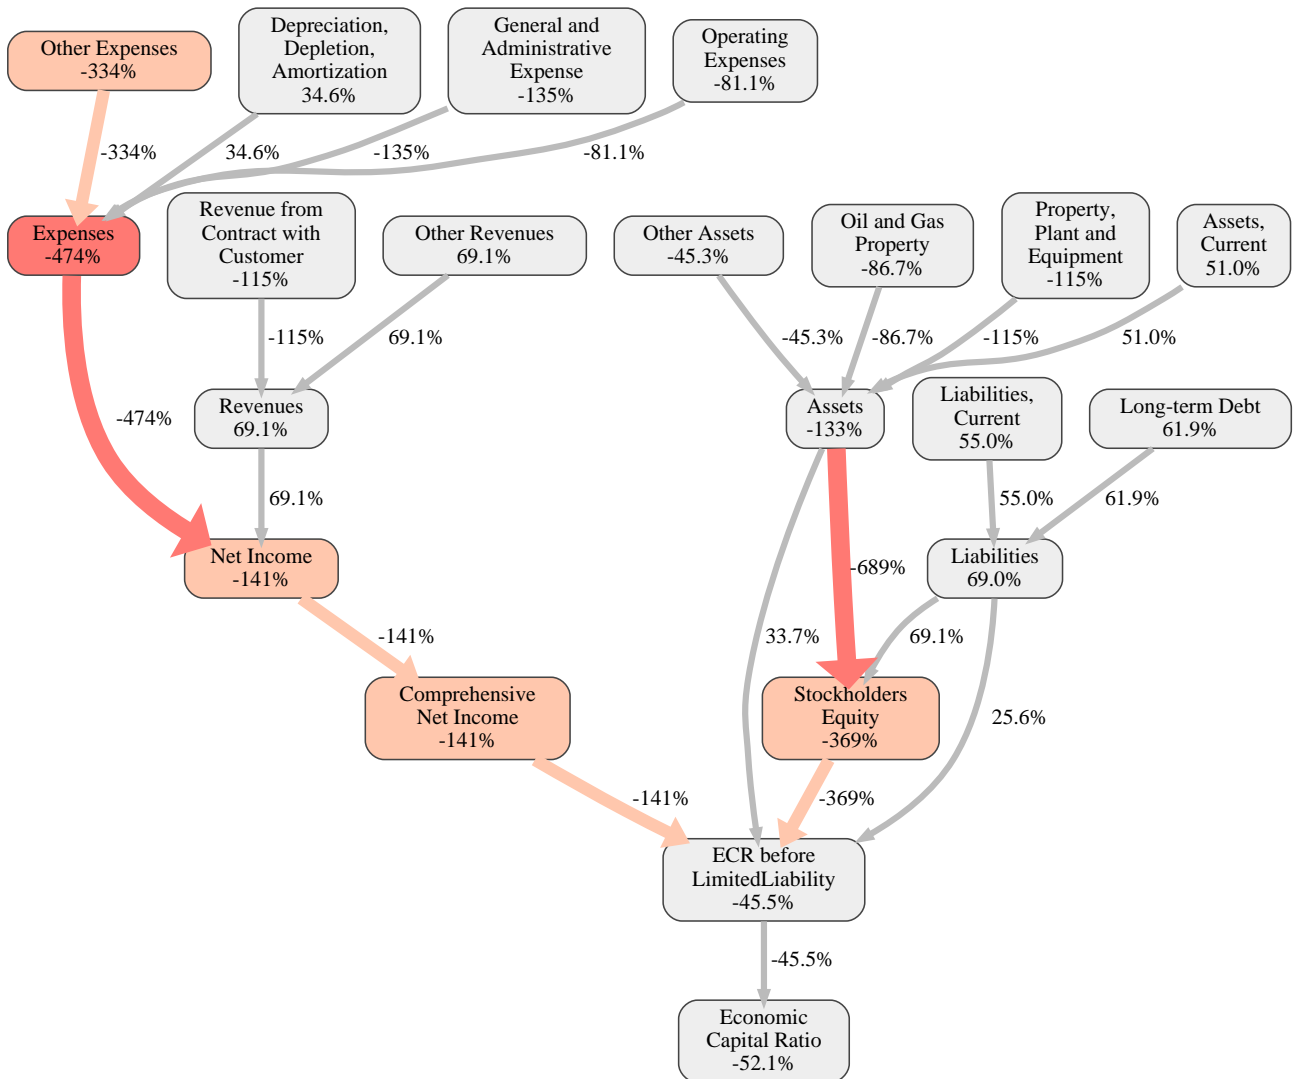 Other Expenses
-334%
Depreciation,
Depletion,
Amortization
34.6%
General and
Administrative
Expense
-135%
Operating
Expenses
-81.1%
-334%
34.6%
-135%
-81.1%
Expenses
-474%
Revenue from
Contract with
Customer
-115%
Other Revenues
69.1%
Other Assets
-45.3%
Oil and Gas
Property
-86.7%
Property,
Plant and
Equipment
-115%
Assets,
Current
51.0%
-115%
69.1%
-45.3%
-86.7%
-115%
51.0%
-474%
Revenues
69.1%
Assets
-133%
Liabilities,
Current
55.0%
Long-term Debt
61.9%
69.1%
55.0%
61.9%
Net Income
-141%
-689%
Liabilities
69.0%
-141%
33.7%
69.1%
Comprehensive
Net Income
-141%
Stockholders
Equity
-369%
25.6%
-141%
-369%
ECR before
LimitedLiability
-45.5%
-45.5%
Economic
Capital Ratio
-52.1%